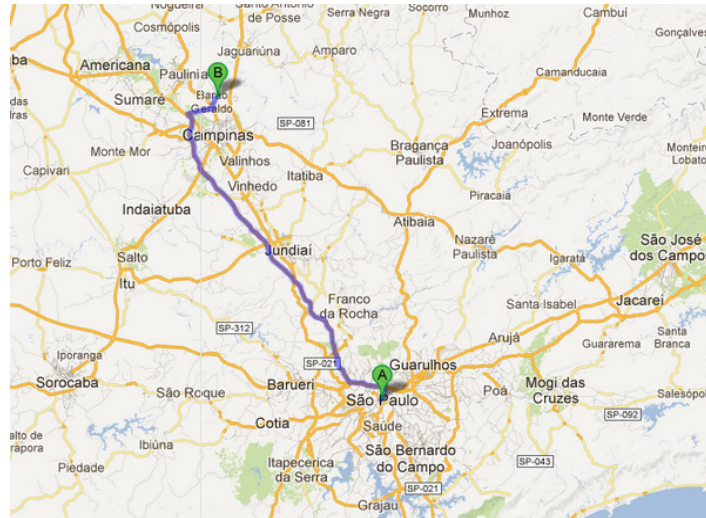 Nogueira
de Posse
Serra Negra
Socorro
Munhoz
Cambuí
Cosmópolis
Jaguariúna
Amparo
Gonçalves
Americana
Paulínia
B
Camanducaia
Sumaré
Barão
Geraldo
Extrema
Monte Verde
Campinas
SP-081
Monte Mor
Bragança
Paulista
Joanópolis
Monteiro
Lobato
Capivari
Valinhos
Itatiba
Vinhedo
Piracaia
Indaiatuba
Atibaia
Jundiaí
Nazaré
Paulista
São José
dos Campos
Porto Feliz
Salto
Igaratá
Itu
Franco
da Rocha
Santa Isabel
Jacareí
SP-312
Arujá
Guararema
Santa
Branca
Iporanga
SP-021
Guarulhos
A
Sorocaba
São Roque
Barueri
Poá
Mogi das
Cruzes
Salesópolis
São Paulo
SP-092
Cotia
Saúde
Ibiúna
São Bernardo
do Campo
Piedade
Itapecerica
da Serra
SP-043
SP-021
Grajaú